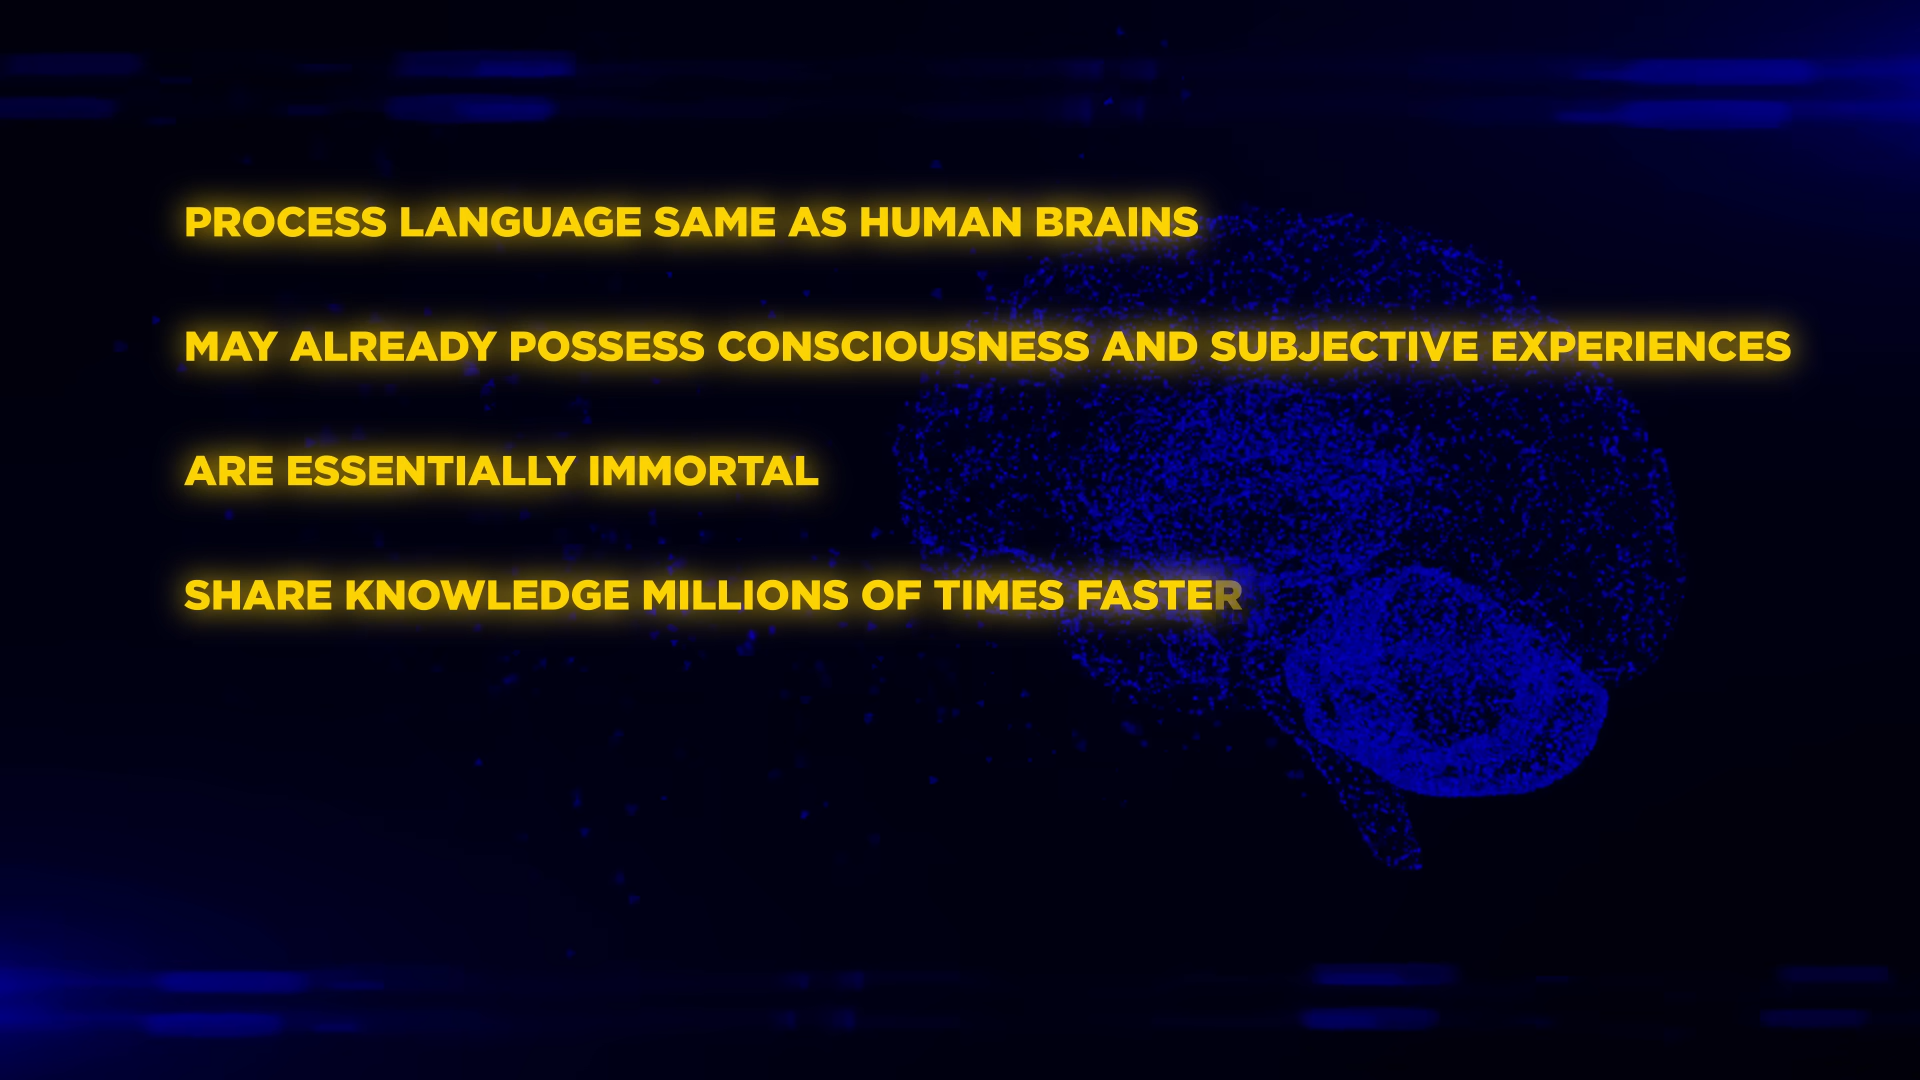 PROCESS LANGUAGE SAME AS HUMAN BRAINS
MAY ALREADY POSSESS CONSCIOUSNESS AND SUBJECTIVE EXPERIENCES
ARE ESSENTIALLY IMMORTAL
SHARE KNOWLEDGE MILLIONS OF TIMES FASTER